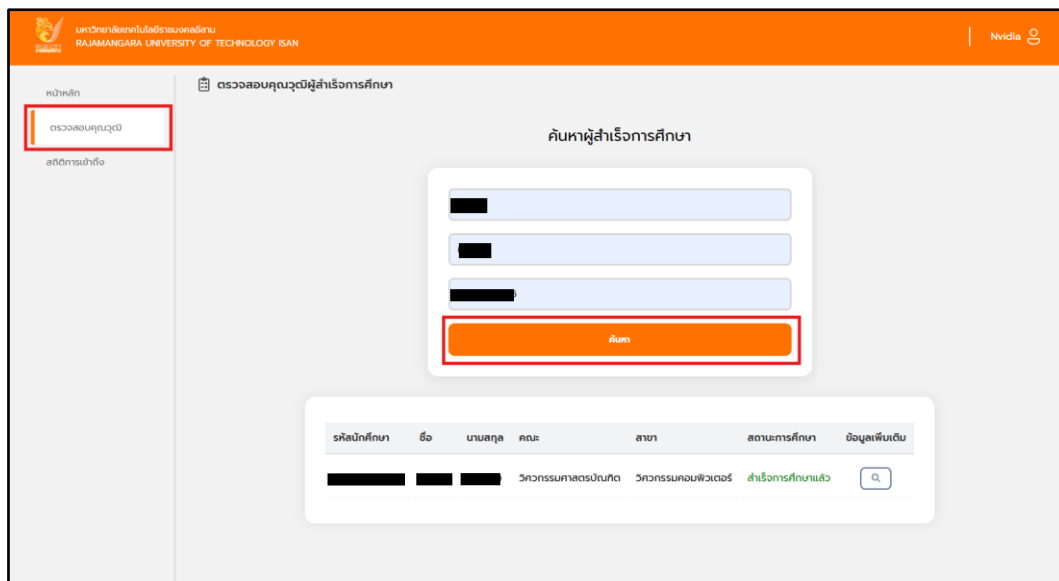 มหาวิทยาลัยเทคโนโลยีราชมงคลอีสาน
RAJAMANGARA UNIVERSITY OF TECHNOLOGY ISAN
Nvidia
หน้าหลัก
ตรวจสอบคุณวุฒิ
สถิติการเข้าถึง
ตรวจสอบคุณวุฒิผู้สำเร็จการศึกษา
ค้นหาผู้สำเร็จการศึกษา
ค้นหา
รหัสนักศึกษา ชื่อ นามสกุล คณะ สาขา สถานะการศึกษา ข้อมูลเพิ่มเติม
วิศวกรรมศาสตรบัณฑิต วิศวกรรมคอมพิวเตอร์ สำเร็จการศึกษาแล้ว